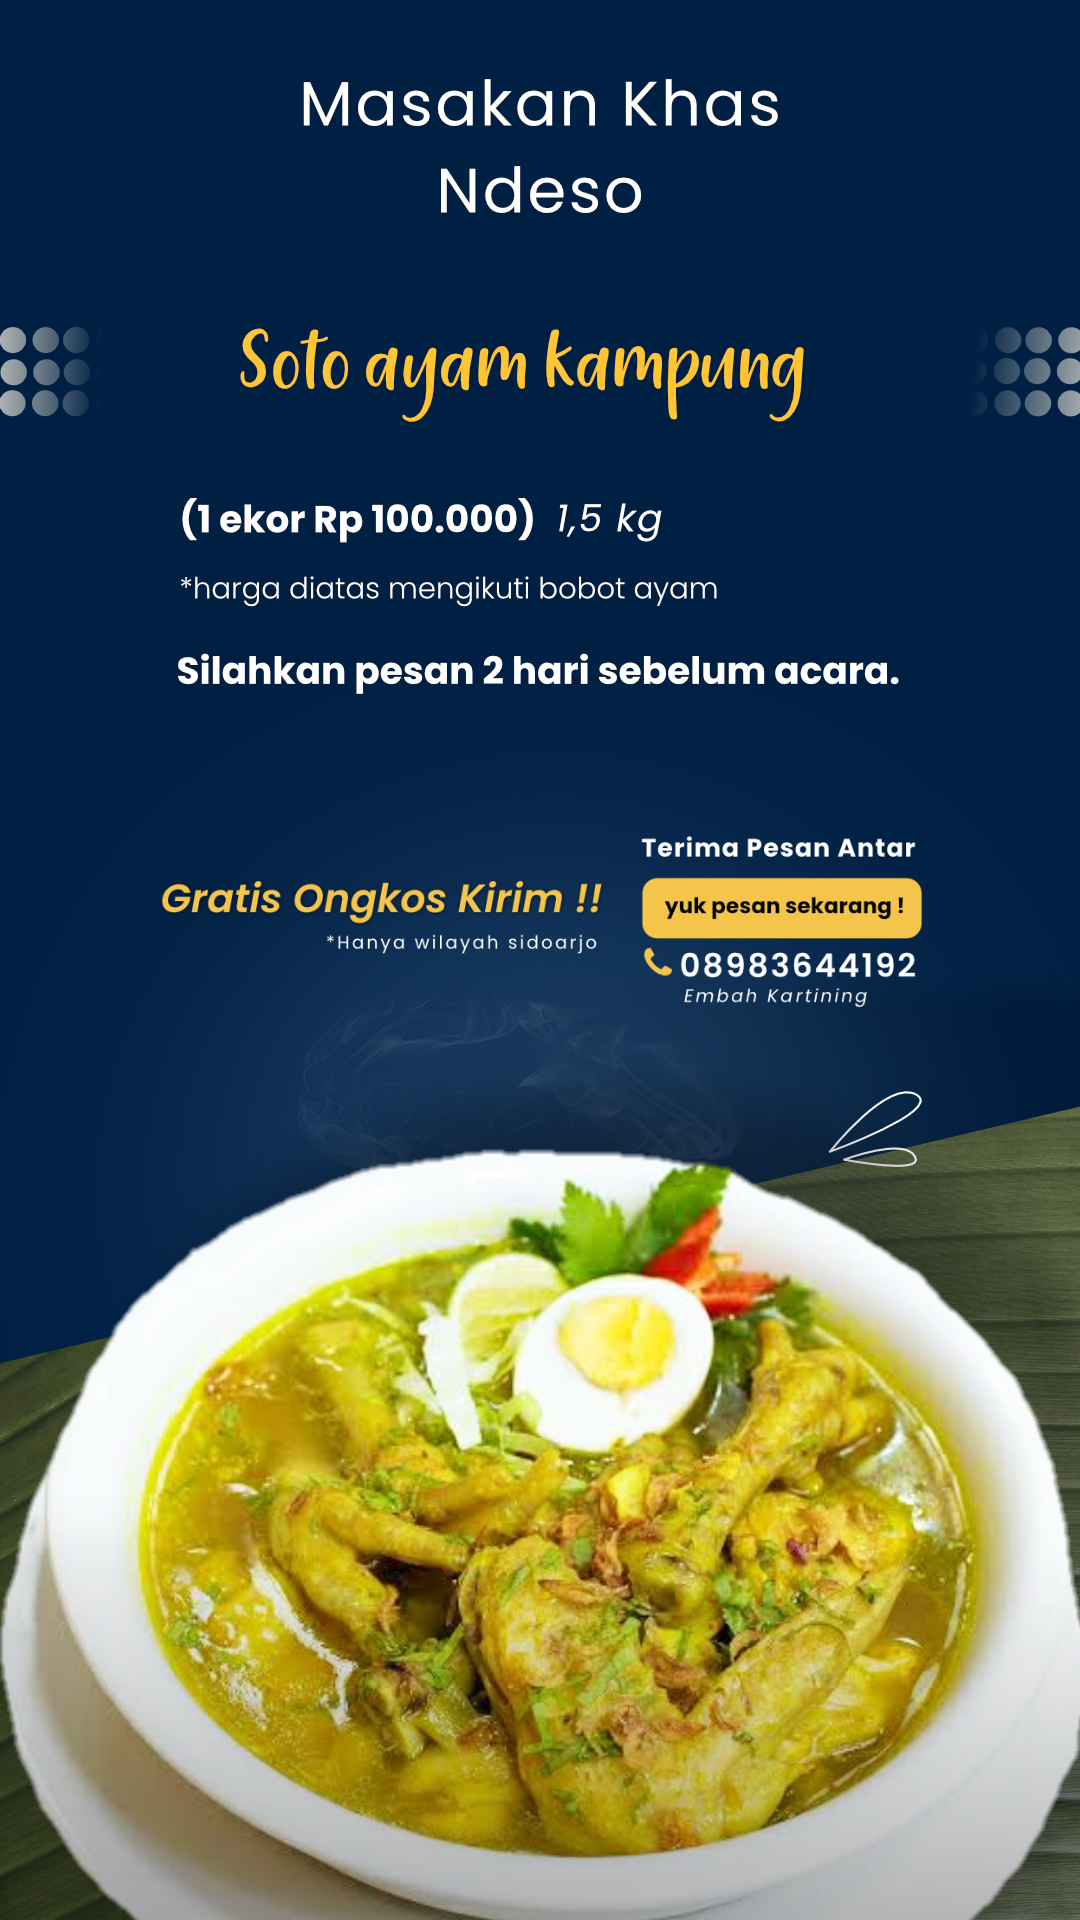 Masakan Khas
Ndeso
Soto ayam kampung
(1 ekor Rp 100.000) 1,5 kg
*harga diatas mengikuti bobot ayam
Silahkan pesan 2 hari sebelum acara.
Gratis Ongkos Kirim !!
*Hanya wilayah sidoarjo
Terima Pesan Antar
yuk pesan sekarang !
08983644192
Embah Kartining